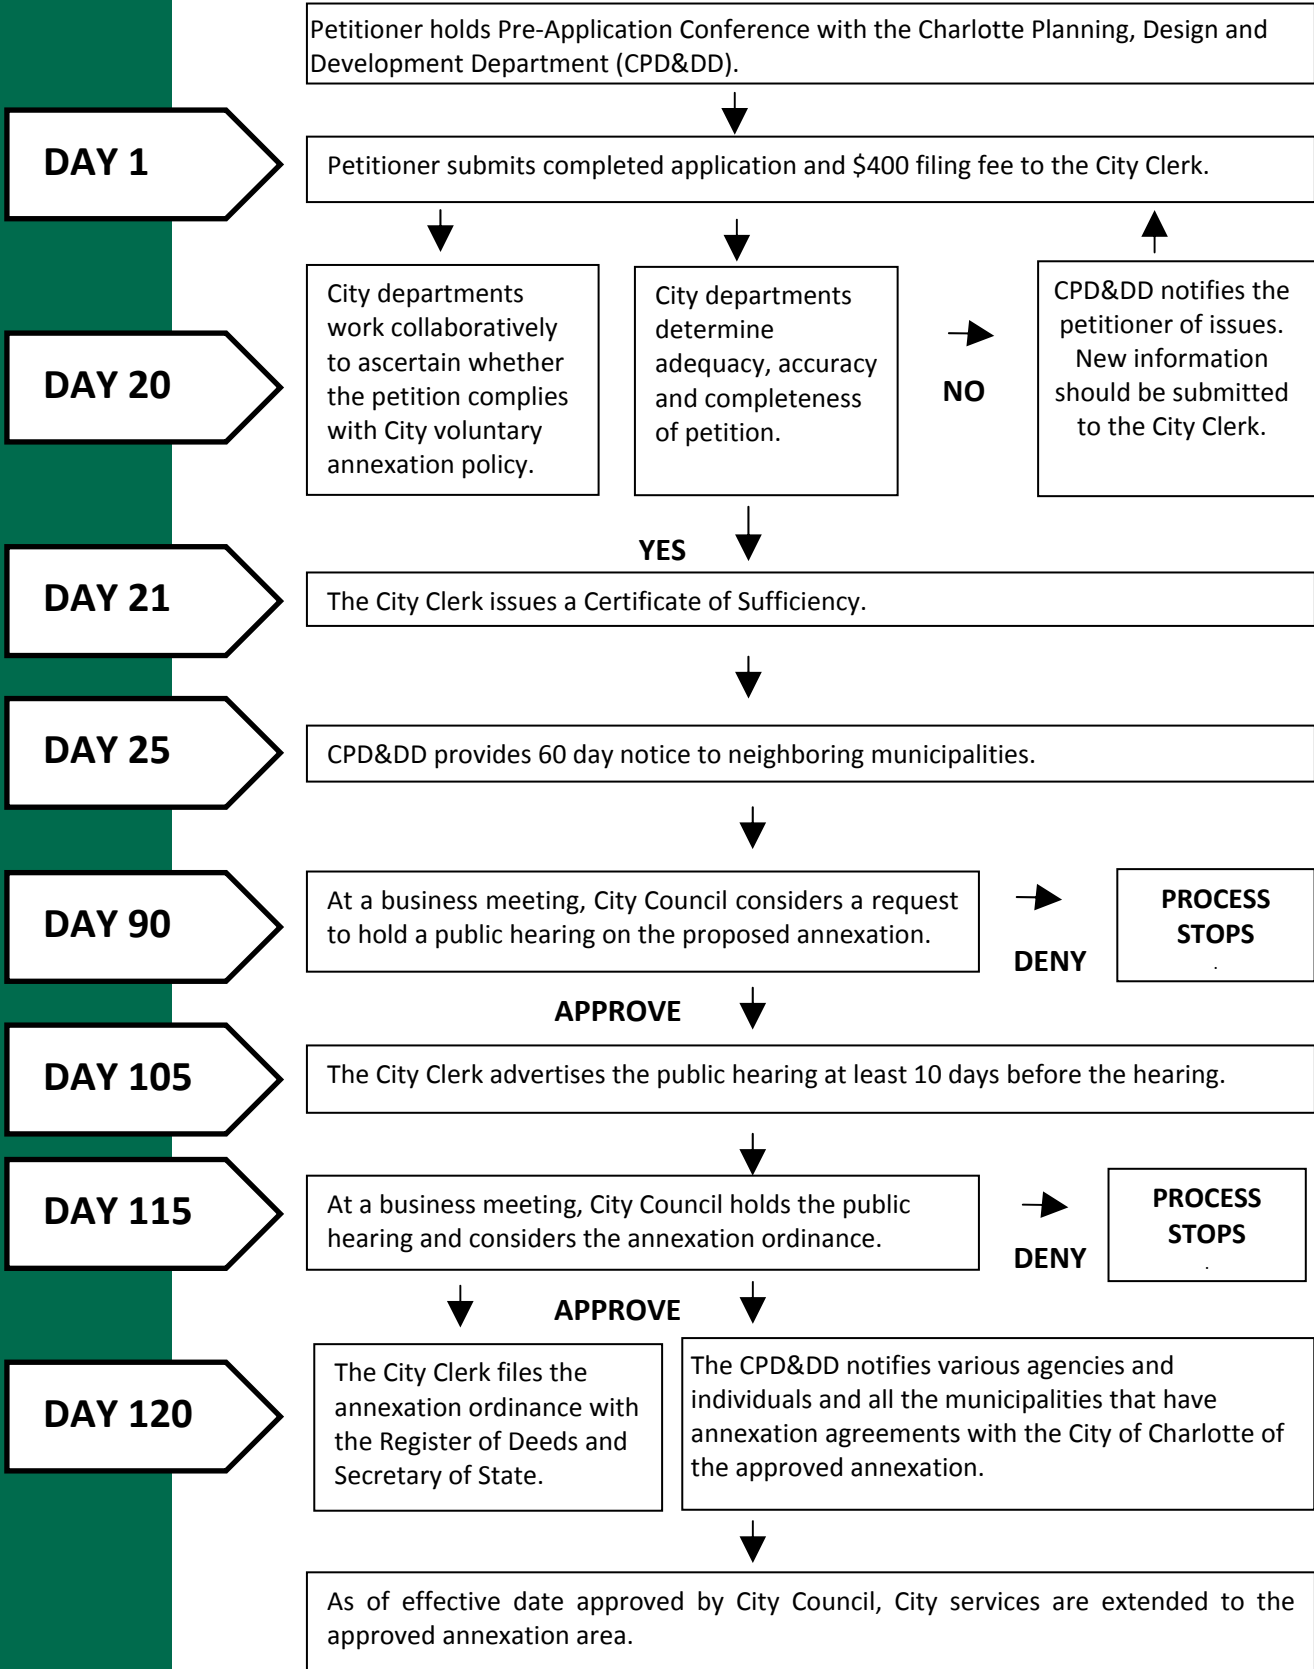 Petitioner holds Pre-Application Conference with the Charlotte Planning, Design and
Development Department (CPD&DD).
DAY 1
Petitioner submits completed application and $400 filing fee to the City Clerk.
DAY 20
City departments
work collaboratively
to ascertain whether
the petition complies
with City voluntary
annexation policy.
City departments
determine
adequacy, accuracy
and completeness
of petition.
NO
CPD&DD notifies the
petitioner of issues.
New information
should be submitted
to the City Clerk.
YES
DAY 21
The City Clerk issues a Certificate of Sufficiency.
DAY 25
CPD&DD provides 60 day notice to neighboring municipalities.
DAY 90
At a business meeting, City Council considers a request
to hold a public hearing on the proposed annexation.
DENY
PROCESS
STOPS
.
APPROVE
DAY 105
The City Clerk advertises the public hearing at least 10 days before the hearing.
DAY 115
At a business meeting, City Council holds the public
hearing and considers the annexation ordinance.
DENY
PROCESS
STOPS
.
APPROVE
DAY 120
The City Clerk files the
annexation ordinance with
the Register of Deeds and
Secretary of State.
The CPD&DD notifies various agencies and
individuals and all the municipalities that have
annexation agreements with the City of Charlotte of
the approved annexation.
As of effective date approved by City Council, City services are extended to the
approved annexation area.